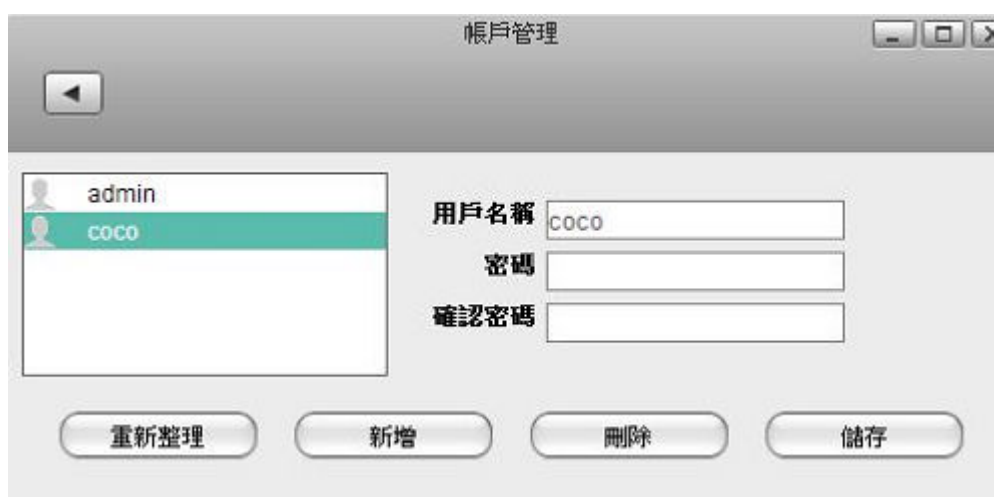 帳戶管理
admin
coco
用戶名稱 coco
密碼
確認密碼
重新整理 新增 刪除 儲存